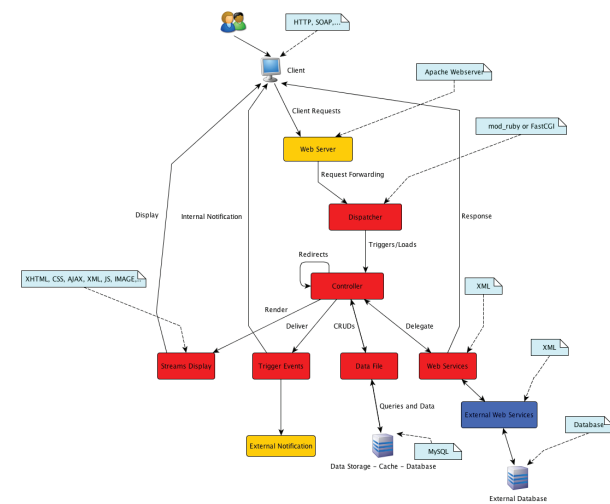 HTTP, SOAP,...
Client
Apache Webserver
Client Requests
mod_ruby or FastCGI
Web Server
Request Forwarding
Display
Internal Notification
Dispatcher
Response
Triggers/Loads
Redirects
XHTML, CSS, AJAX, XML, JS, IMAGE,...
Controller
XML
Render
Deliver
CRUDs
Delegate
XML
Streams Display
Trigger Events
Data File
Web Services
Queries and Data
External Web Services
Database
External Notification
MySQL
Data Storage - Cache - Database
External Database